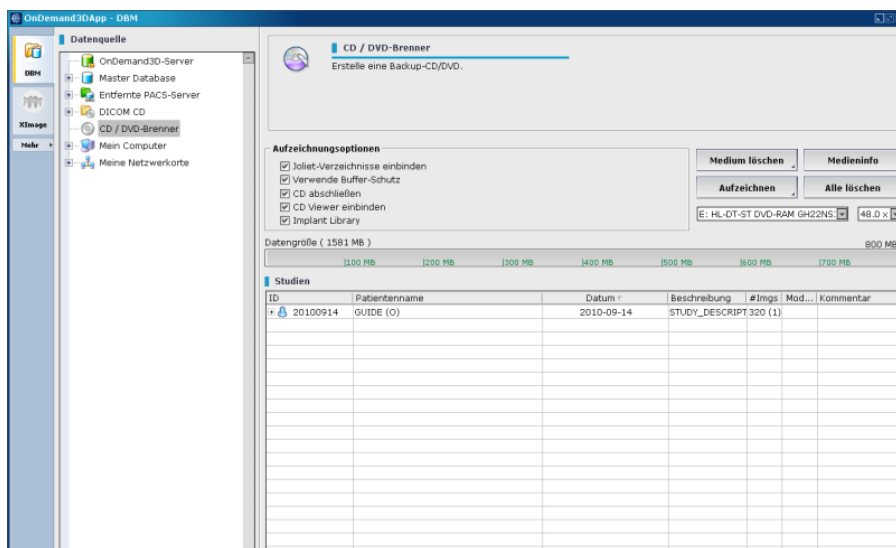 OnDemand3DApp - DBM
DBM
XImage
Mehr
Datenquelle
OnDemand3D-Server
Master Database
Entfernte PACS-Server
DICOM CD
CD / DVD-Brenner
Mein Computer
Meine Netzwerkorte
CD / DVD-Brenner
Erstelle eine Backup-CD/DVD.
Aufzeichnungsoptionen
Joliet-Verzeichnisse einbinden
Verwende Buffer-Schutz
CD abschließen
CD Viewer einbinden
Implant Library
Medium löschen Medieninfo
Aufzeichnen Alle löschen
E: HL-DT-ST DVD-RAM GH22NS: 48.0 x
Datengröße ( 1581 MB ) 800 MB
|100 MB |200 MB |300 MB |400 MB |500 MB |600 MB |700 MB
Studien
ID Patientenname Datum Beschreibung #Imgs Mod... Kommentar
20100914 GUIDE (O) 2010-09-14 STUDY_DESCRIPT 320 (1)